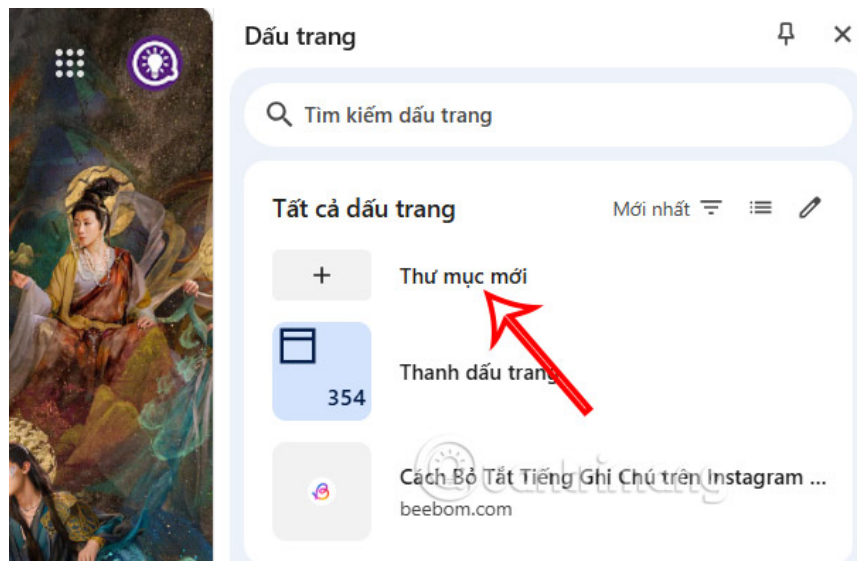 Dấu trang
Tìm kiếm dấu trang
Tất cả dấu trang
Mới nhất
Thư mục mới
354
Thanh dấu trang
Cách Bỏ Tắt Tiếng Ghi Chú trên Instagram ...
beebom.com
quantrimang